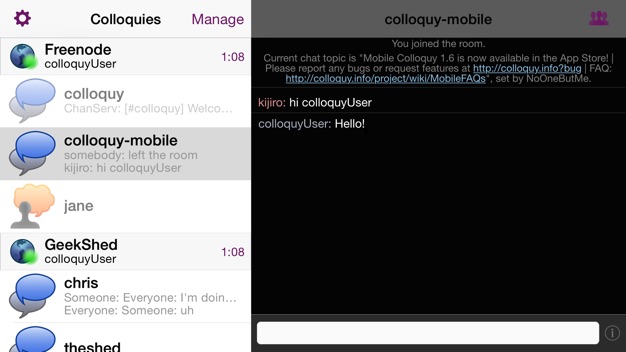 Colloquies
Manage
Freenode
colloquyUser
1:08
colloquy
ChanServ: [#colloquy] Welco…
colloquy-mobile
somebody: left the room
kijiro: hi colloquyUser
jane
GeekShed
colloquyUser
1:08
chris
Someone: Everyone: I'm doin…
Everyone: Someone: uh
theshed
colloquy-mobile
You joined the room.
Current chat topic is "Mobile Colloquy 1.6 is now available in the App Store! |
Please report any bugs or request features at http://colloquy.info?bug | FAQ:
http://colloquy.info/project/wiki/MobileFAQs", set by NoOneButMe.
kijiro: hi colloquyUser
colloquyUser: Hello!